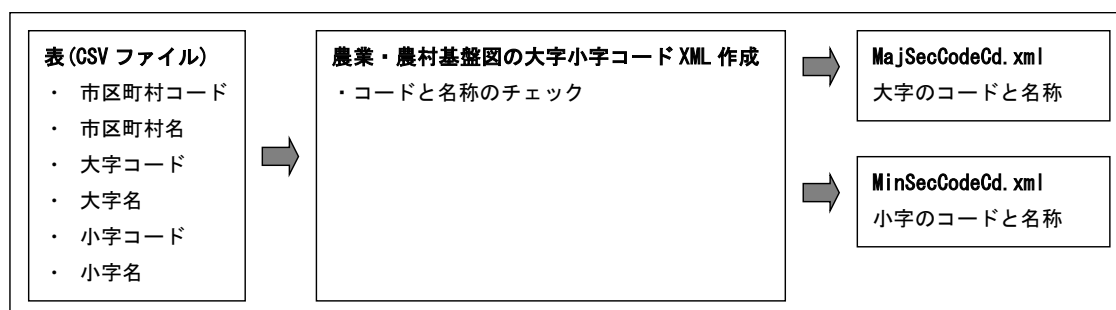 表(CSV ファイル)
・ 市区町村コード
・ 市区町村名
・ 大字コード
・ 大字名
・ 小字コード
・ 小字名
農業・農村基盤図の大字小字コード XML 作成
・コードと名称のチェック
MajSecCodeCd.xml
大字のコードと名称
MinSecCodeCd.xml
小字のコードと名称